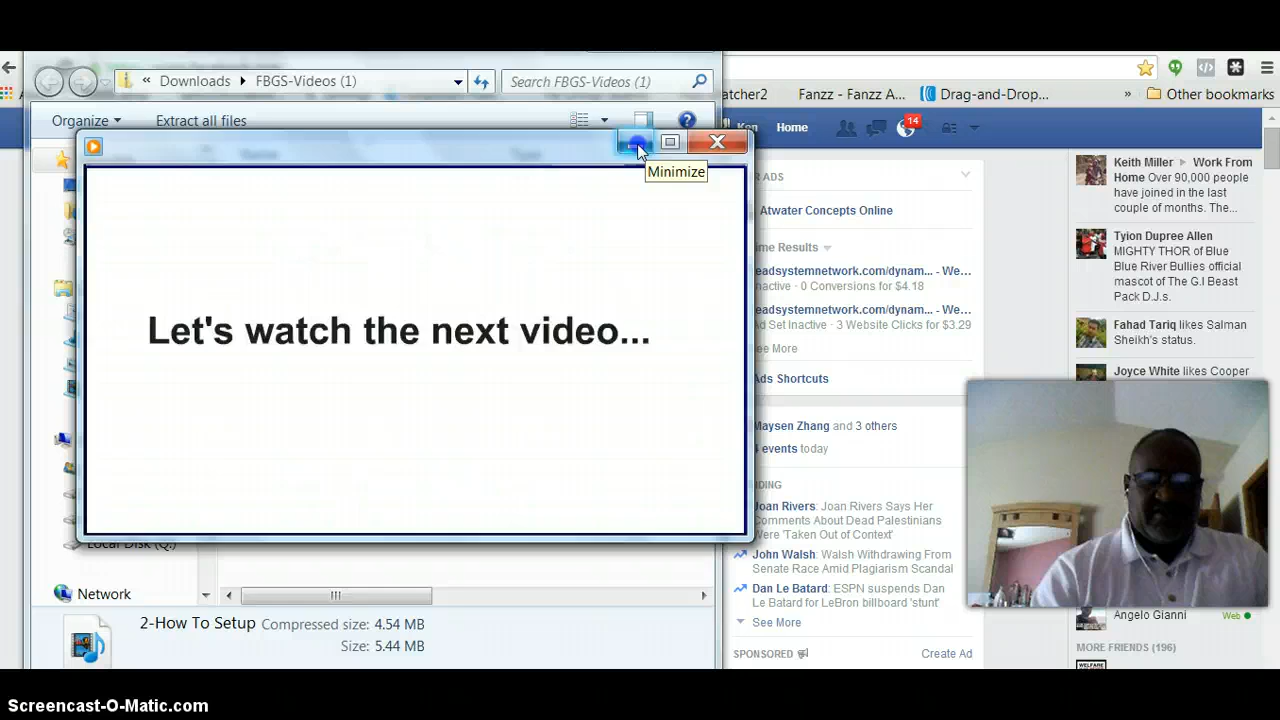 « Downloads FBGS-Videos (1)
Search FBGS-Videos (1)
atcher2 Fanzz - Fanzz A... Drag-and-Drop... » Other bookmarks
Organize Extract all files
Ken Home 14
Minimize
Let's watch the next video...
Network
2-How To Setup Compressed size: 4.54 MB
Size: 5.44 MB
R ADS
Atwater Concepts Online
me Results
eadsystemnetwork.com/dynam... - We...
nactive · 0 Conversions for $4.18
eadsystemnetwork.com/dynam... - We...
Ad Set Inactive · 3 Website Clicks for $3.29
ee More
Ads Shortcuts
Maysen Zhang and 3 others
4 events today
NDING
Joan Rivers: Joan Rivers Says Her
Comments About Dead Palestinians
Were 'Taken Out of Context'
John Walsh: Walsh Withdrawing From
Senate Race Amid Plagiarism Scandal
Dan Le Batard: ESPN suspends Dan
Le Batard for LeBron billboard 'stunt'
See More
SPONSORED Create Ad
Keith Miller Work From
Home Over 90,000 people
have joined in the last
couple of months. The...
Tyion Dupree Allen
MIGHTY THOR of Blue
Blue River Bullies official
mascot of The G.I Beast
Pack D.J.s.
Fahad Tariq likes Salman
Sheikh's status.
Joyce White likes Cooper
Angelo Gianni Web
MORE FRIENDS (196)
WELFARE
Screencast-O-Matic.com